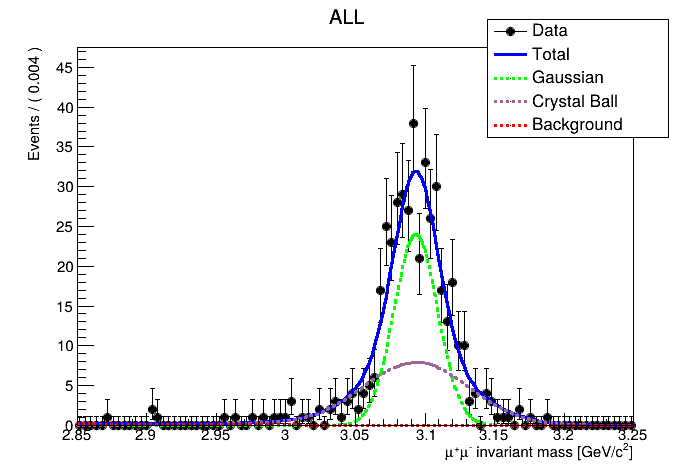 ALL
Data
Total
Gaussian
Crystal Ball
Background
Events / ( 0.004 )
45
40
35
30
25
20
15
10
5
0
2.85 2.9 2.95 3 3.05 3.1 3.15 3.2 3.25
μ⁺μ⁻ invariant mass [GeV/c²]